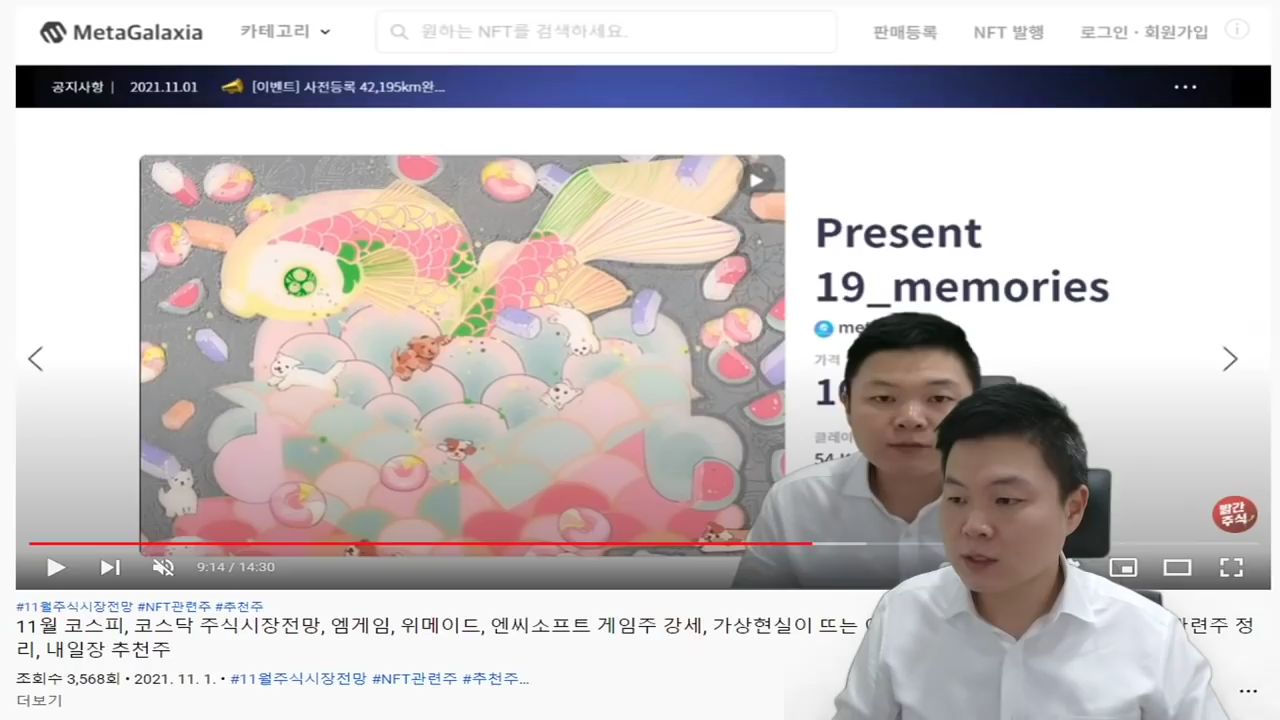 MetaGalaxia 카테고리 원하는 NFT를 검색하세요. 판매등록 NFT 발행 로그인 · 회원가입
공지사항 | 2021.11.01 [이벤트] 사전등록 42,195km완...
Present
19_memories
가격
빨간
주식
9:14 / 14:30
#11월주식시장전망 #NFT관련주 #추천주
11월 코스피, 코스닥 주식시장전망, 엠게임, 위메이드, 엔씨소프트 게임주 강세, 가상현실이 뜨는 관련주 정
리, 내일장 추천주
조회수 3,568회 • 2021. 11. 1. • #11월주식시장전망 #NFT관련주 #추천주...
더보기